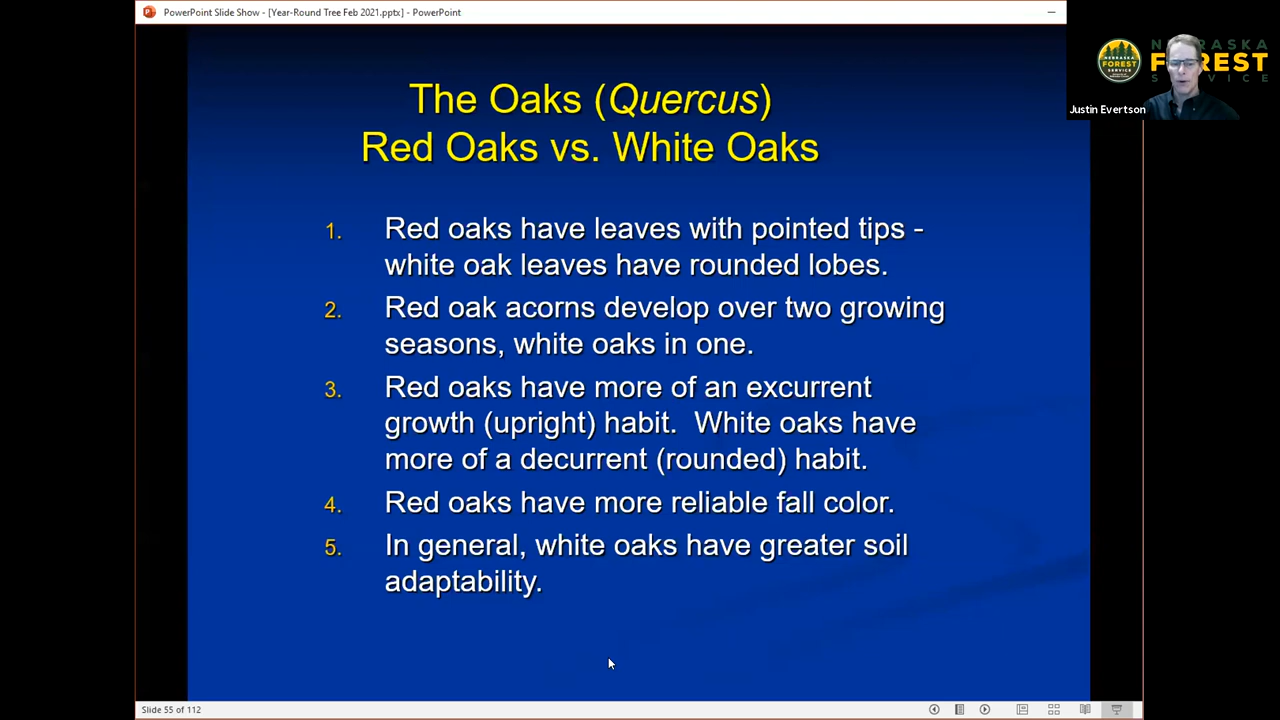 PowerPoint Slide Show - [Year-Round Tree Feb 2021.pptx] - PowerPoint
NEBRASKA
FOREST
SERVICE
Justin Evertson
The Oaks (Quercus)
Red Oaks vs. White Oaks
1. Red oaks have leaves with pointed tips -
white oak leaves have rounded lobes.
2. Red oak acorns develop over two growing
seasons, white oaks in one.
3. Red oaks have more of an excurrent
growth (upright) habit.  White oaks have
more of a decurrent (rounded) habit.
4. Red oaks have more reliable fall color.
5. In general, white oaks have greater soil
adaptability.
Slide 55 of 112